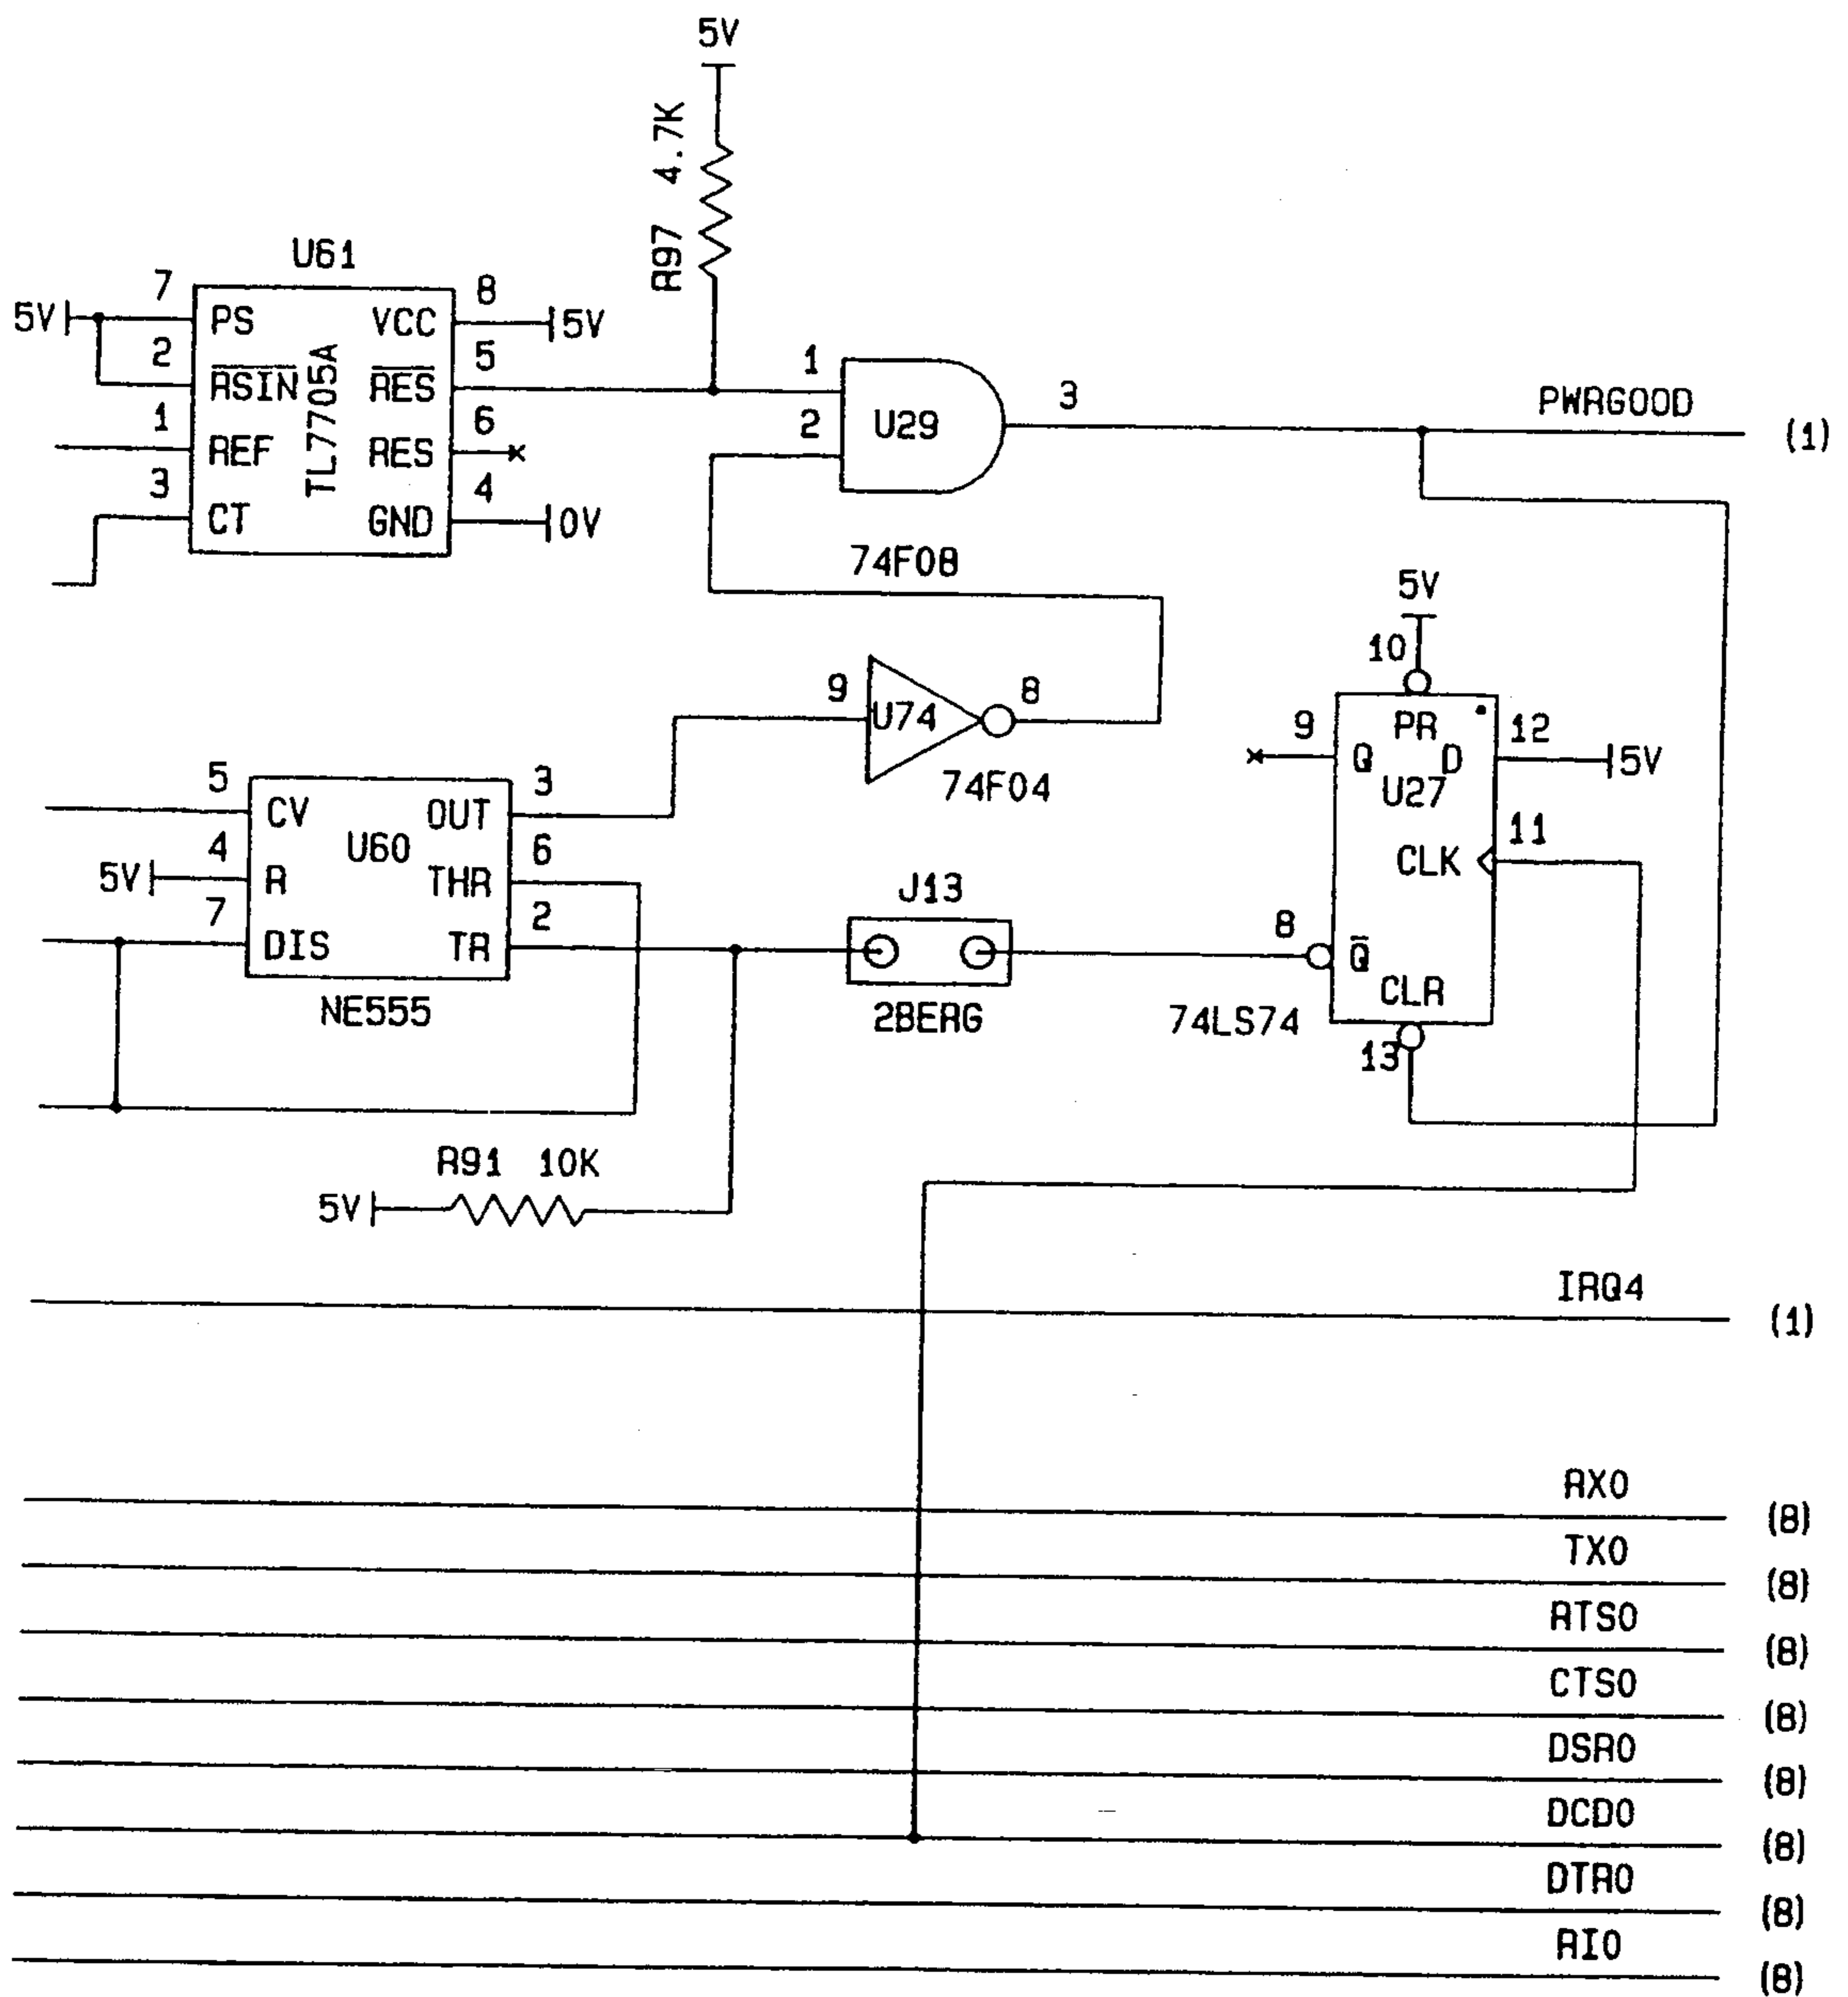 5V
R97 4.7K
U61
7
8
5V
PS
VCC
5V
2
5
RSIN
RES
TL7705A
1
6
REF
RES
x
3
4
CT
GND
0V
1
2
U29
3
PWRGOOD
(1)
74F08
5V
10
9
U74
8
74F04
9
PR
12
x
Q
D
5V
U27
11
CLK
5
3
CV
OUT
U60
4
6
5V
R
THR
7
2
DIS
TR
NE555
J13
2BERG
8
Q
CLR
74LS74
13
R91 10K
5V
IRQ4
(1)
RX0
(8)
TX0
(8)
RTS0
(8)
CTS0
(8)
DSR0
(8)
DCD0
(8)
DTR0
(8)
RI0
(8)